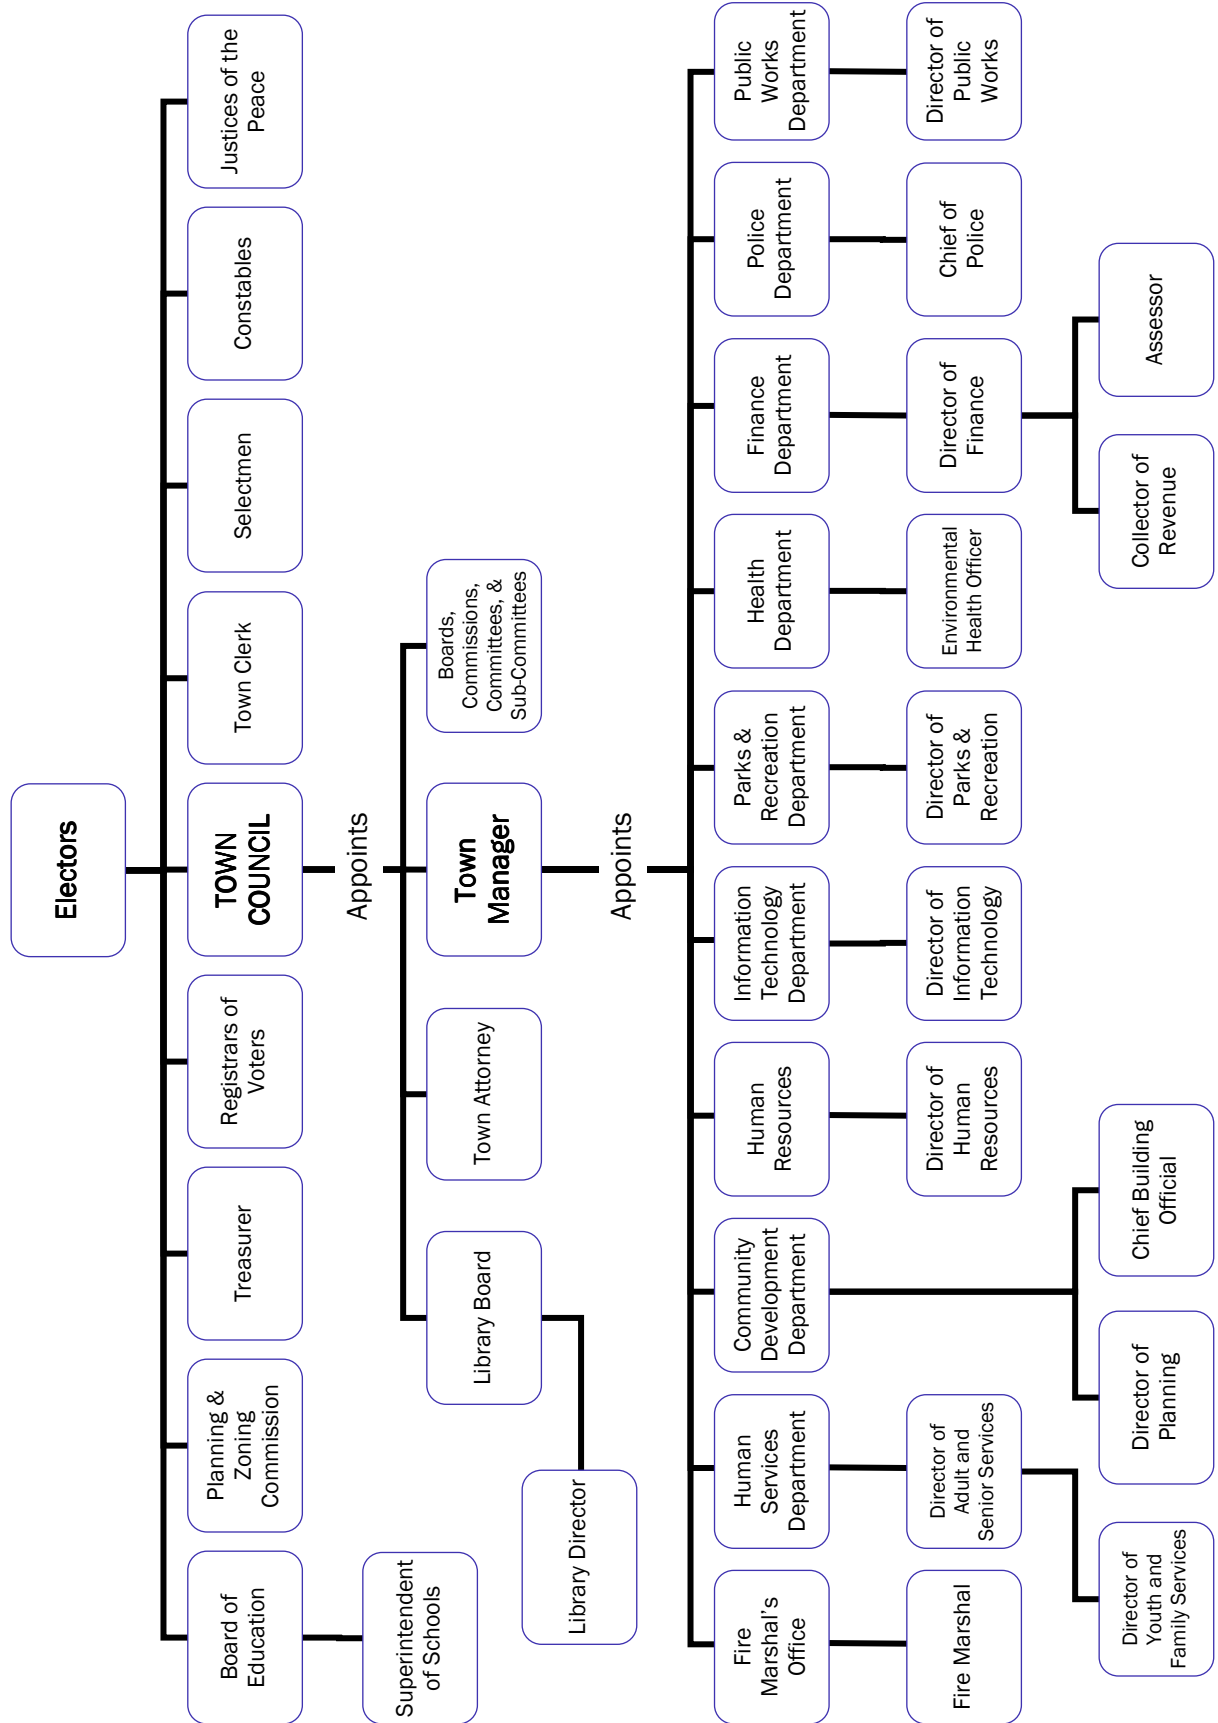 Electors
Board of
Education
Planning &
Zoning
Commission
Treasurer
Registrars of
Voters
TOWN
COUNCIL
Town Clerk
Selectmen
Constables
Justices of the
Peace
Superintendent
of Schools
Appoints
Library Board
Town Attorney
Town
Manager
Boards,
Commissions,
Committees, &
Sub-Committees
Library Director
Appoints
Fire
Marshal's
Office
Human
Services
Department
Community
Development
Department
Human
Resources
Information
Technology
Department
Parks &
Recreation
Department
Health
Department
Finance
Department
Police
Department
Public
Works
Department
Fire Marshal
Director of
Adult and
Senior Services
Director of
Human
Resources
Director of
Information
Technology
Director of
Parks &
Recreation
Environmental
Health Officer
Director of
Finance
Chief of
Police
Director of
Public
Works
Director of
Youth and
Family Services
Director of
Planning
Chief Building
Official
Collector of
Revenue
Assessor